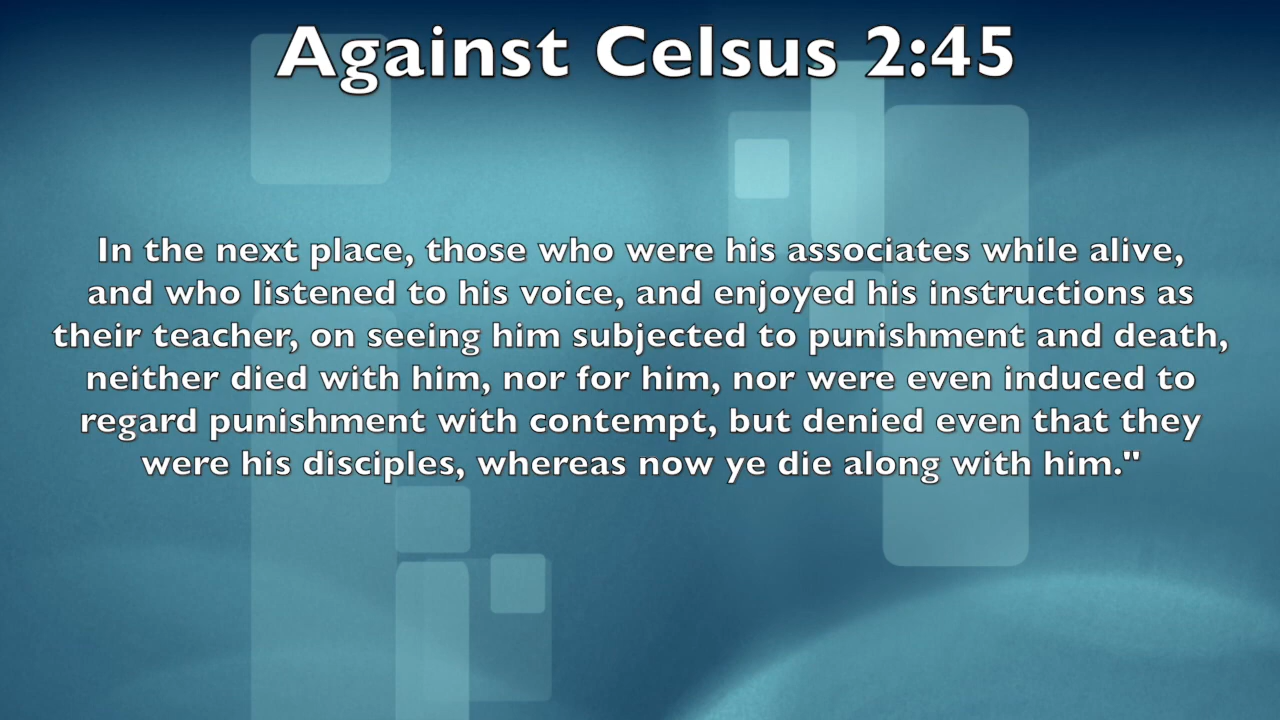 Against Celsus 2:45
In the next place, those who were his associates while alive,
and who listened to his voice, and enjoyed his instructions as
their teacher, on seeing him subjected to punishment and death,
neither died with him, nor for him, nor were even induced to
regard punishment with contempt, but denied even that they
were his disciples, whereas now ye die along with him."